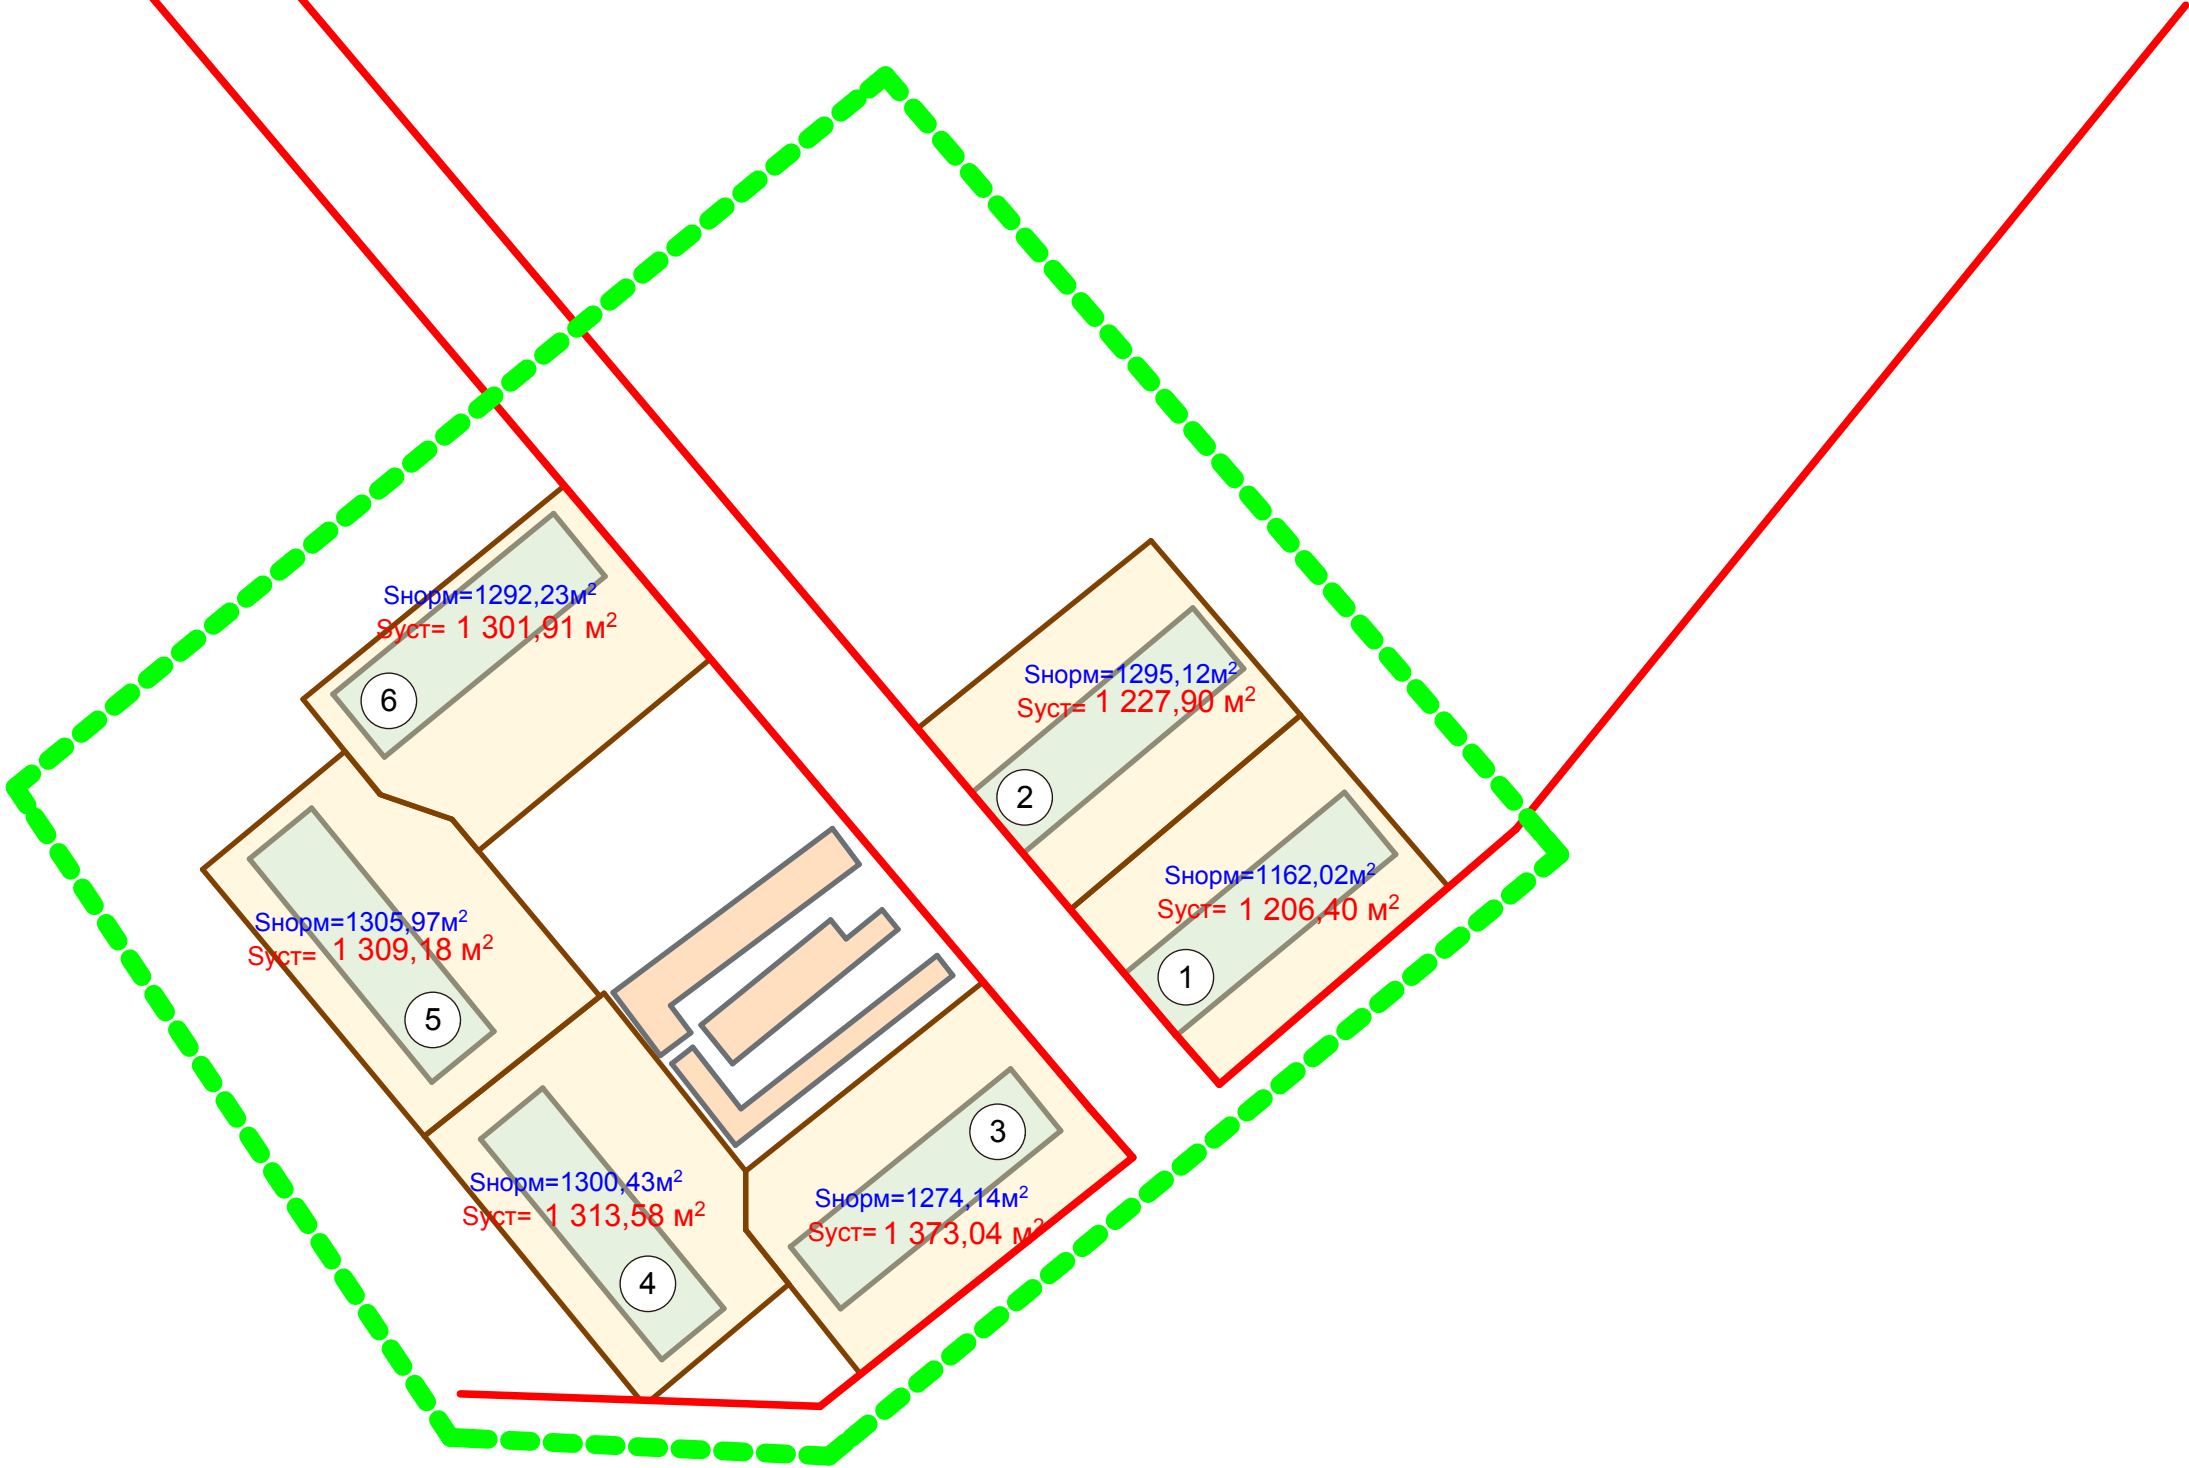 Sнорм=1292,23м²
Sуст= 1 301,91 м²
6
Sнорм=1295,12м²
Sуст= 1 227,90 м²
2
Sнорм=1162,02м²
Sуст= 1 206,40 м²
1
Sнорм=1305,97м²
Sуст= 1 309,18 м²
5
3
Sнорм=1300,43м²
Sуст= 1 313,58 м²
4
Sнорм=1274,14м²
Sуст= 1 373,04 м²